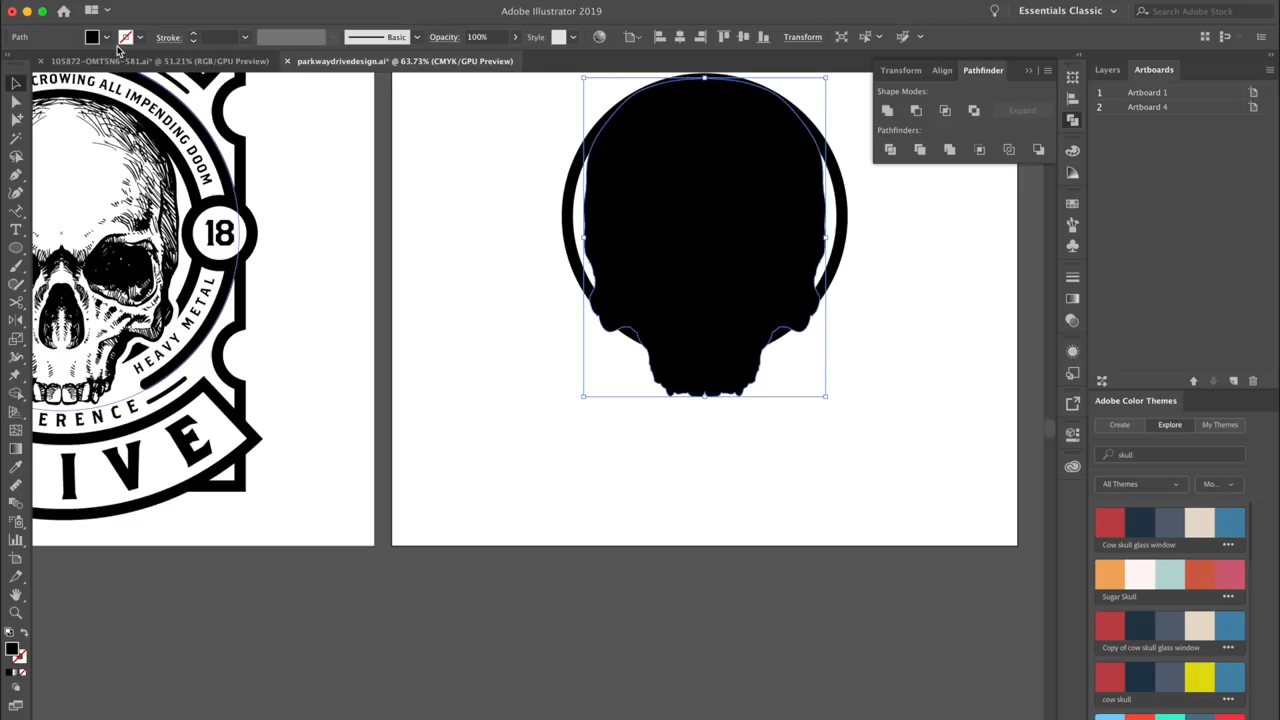 Adobe Illustrator 2019
Essentials Classic
Search Adobe Stock
Path
Stroke:
Basic
Opacity:
100%
Style:
Transform
105872-OMT5N6-S81.ai* @ 51.21% (RGB/GPU Preview)
parkwaydrivedesign.ai* @ 63.73% (CMYK/GPU Preview)
Transform
Align
Pathfinder
Shape Modes:
Expand
Pathfinders:
Layers
Artboards
1 Artboard 1
2 Artboard 4
CROWING ALL IMPENDING DOOM
18
HEAVY METAL
ERENCE
IVE
Adobe Color Themes
Create
Explore
My Themes
skull
All Themes
Mo...
Cow skull glass window
Sugar Skull
Copy of cow skull glass window
cow skull